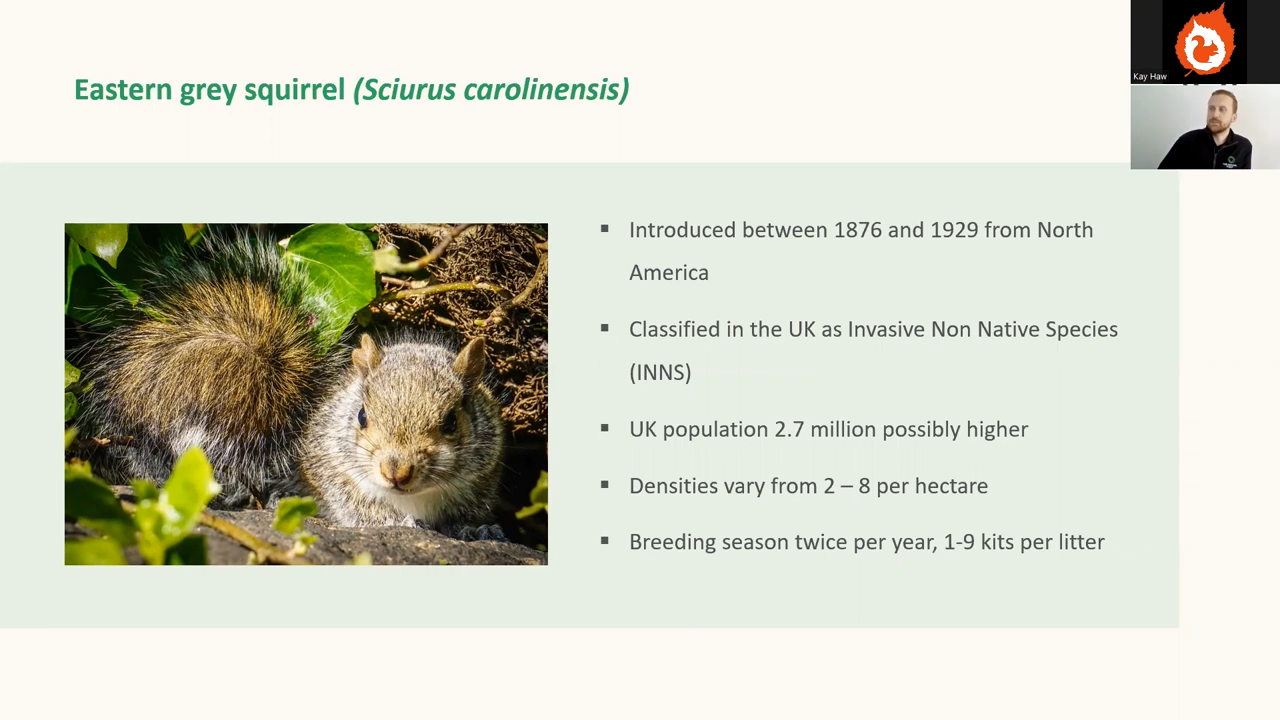 Eastern grey squirrel (Sciurus carolinensis)
Kay Haw
▪ Introduced between 1876 and 1929 from North
America
▪ Classified in the UK as Invasive Non Native Species
(INNS)
▪ UK population 2.7 million possibly higher
▪ Densities vary from 2 – 8 per hectare
▪ Breeding season twice per year, 1-9 kits per litter